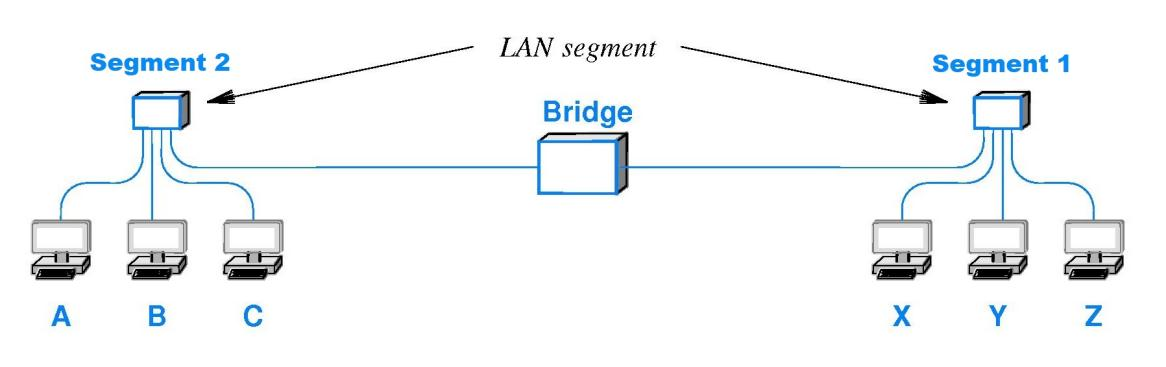 LAN segment
Segment 2
Segment 1
Bridge
A B C X Y Z